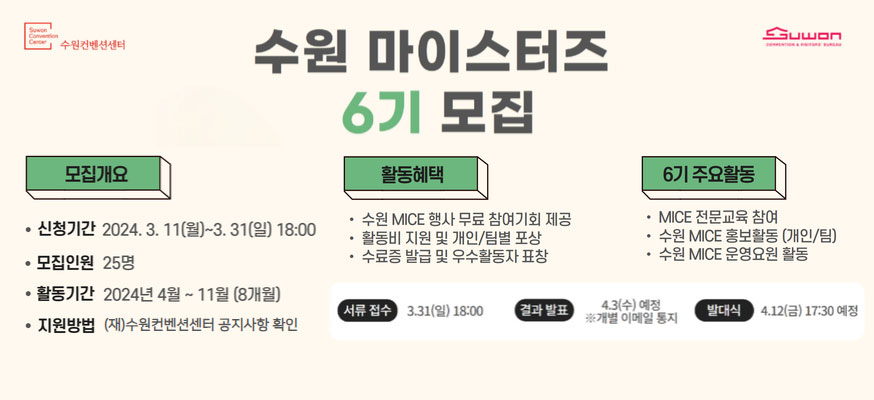 Suwon
Convention
Center
수원컨벤션센터
Suwon
CONVENTION & VISITORS BUREAU
수원 마이스터즈
6기 모집
모집개요
• 신청기간 2024. 3. 11(월)~3. 31(일) 18:00
• 모집인원 25명
• 활동기간 2024년 4월 ~ 11월 (8개월)
• 지원방법 (재)수원컨벤션센터 공지사항 확인
활동혜택
• 수원 MICE 행사 무료 참여기회 제공
• 활동비 지원 및 개인/팀별 포상
• 수료증 발급 및 우수활동자 표창
6기 주요활동
• MICE 전문교육 참여
• 수원 MICE 홍보활동 (개인/팀)
• 수원 MICE 운영요원 활동
서류 접수 3.31(일) 18:00
결과 발표 4.3(수) 예정
※개별 이메일 통지
발대식 4.12(금) 17:30 예정